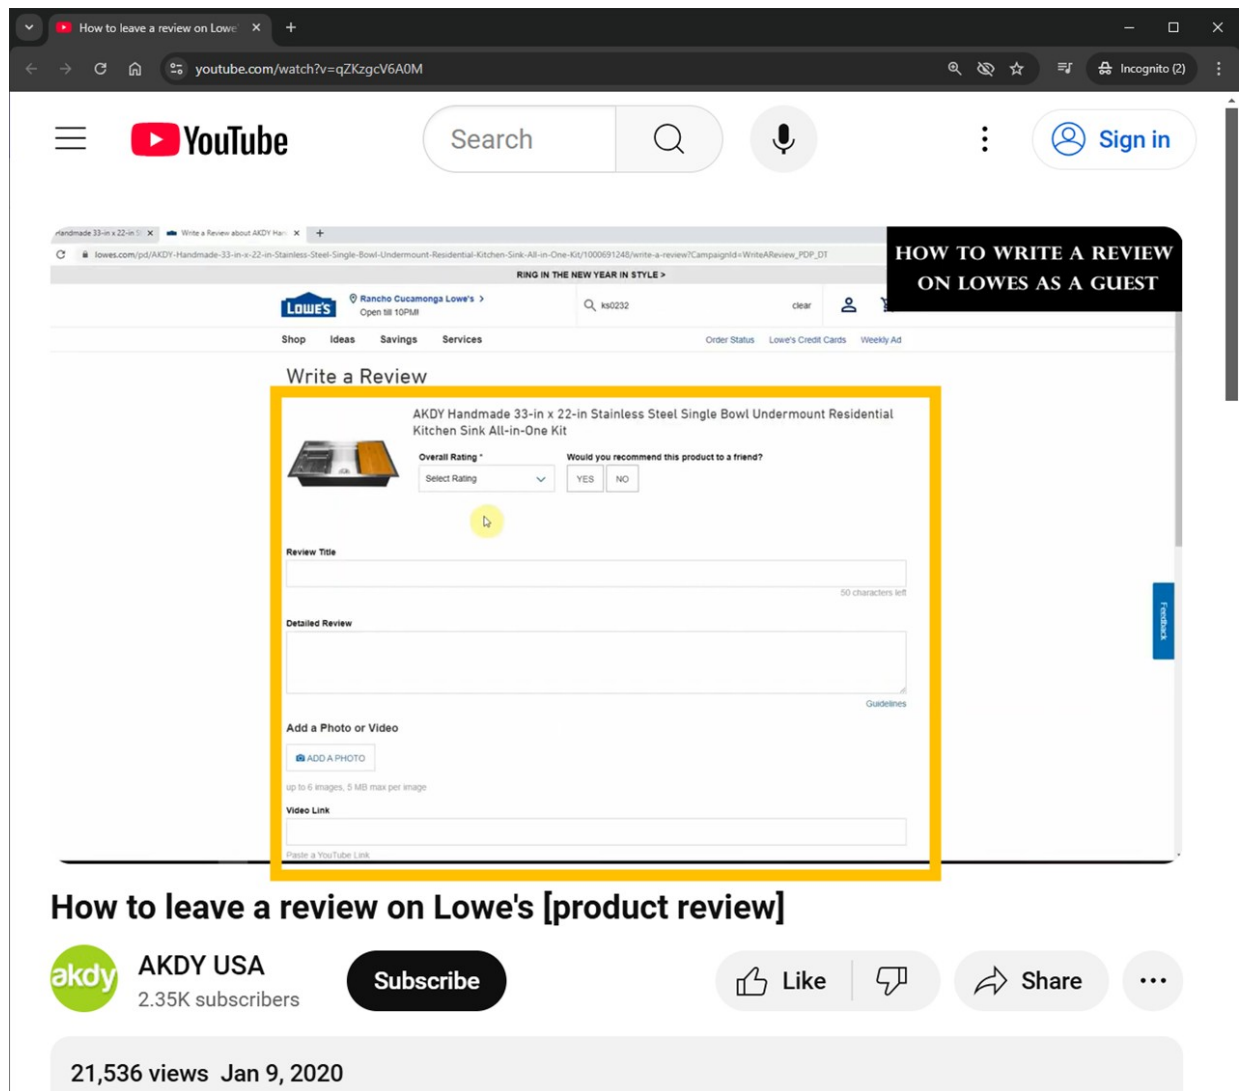 How to leave a review on Lowe
youtube.com/watch?v=qZKzgcV6A0M
Incognito (2)
YouTube
Search
Sign in
Handmade 33-in x 22-in S
Write a Review about AKDY Han
lowes.com/pd/AKDY-Handmade-33-in-x-22-in-Stainless-Steel-Single-Bowl-Undermount-Residential-Kitchen-Sink-All-in-One-Kit/1000691248/write-a-review?CampaignId=WriteAReview_PDP_DT
HOW TO WRITE A REVIEW
ON LOWES AS A GUEST
RING IN THE NEW YEAR IN STYLE >
LOWE'S
Rancho Cucamonga Lowe's >
Open till 10PM!
ks0232
clear
Shop Ideas Savings Services
Order Status Lowe's Credit Cards Weekly Ad
Write a Review
AKDY Handmade 33-in x 22-in Stainless Steel Single Bowl Undermount Residential
Kitchen Sink All-in-One Kit
Overall Rating * Would you recommend this product to a friend?
Select Rating YES NO
Review Title
50 characters left
Detailed Review
Feedback
Guidelines
Add a Photo or Video
ADD A PHOTO
up to 6 images, 5 MB max per image
Video Link
Paste a YouTube Link
How to leave a review on Lowe's [product review]
akdy
AKDY USA
2.35K subscribers
Subscribe
Like
Share
21,536 views Jan 9, 2020